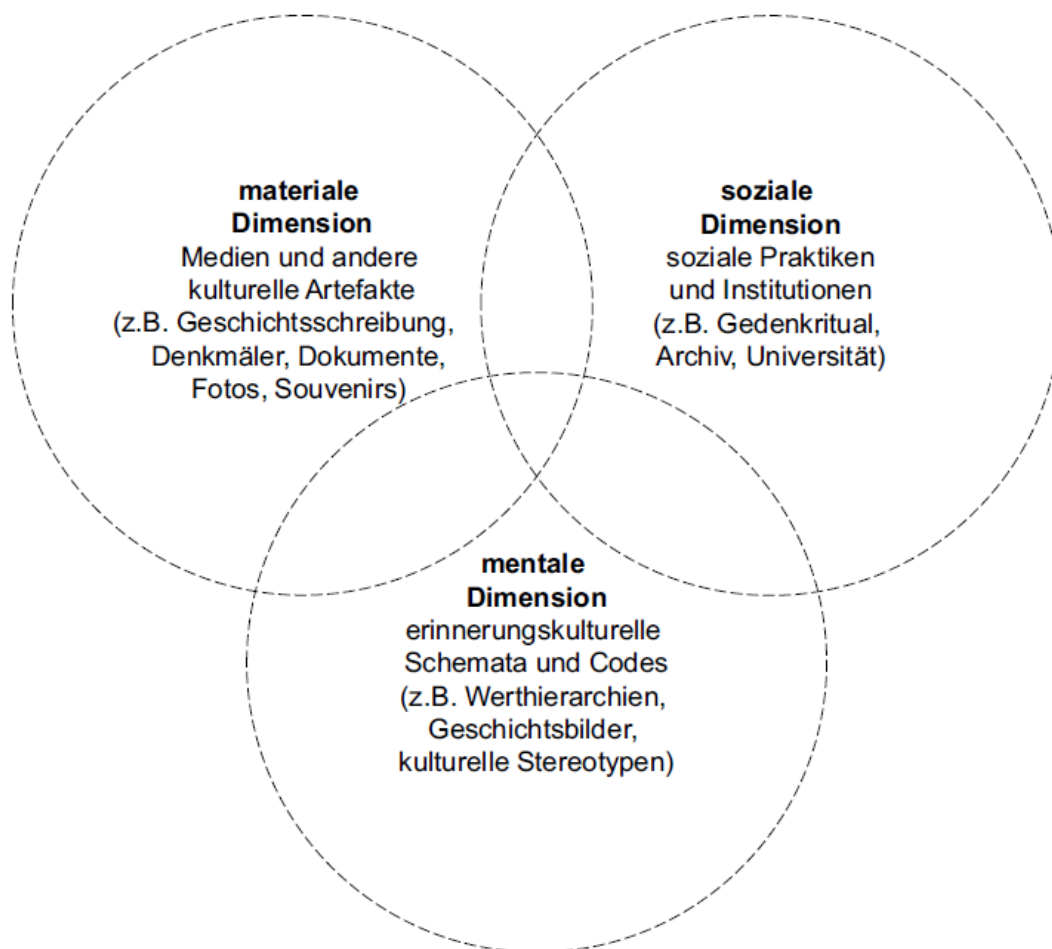 materiale
Dimension
Medien und andere
kulturelle Artefakte
(z.B. Geschichtsschreibung,
Denkmäler, Dokumente,
Fotos, Souvenirs)
soziale
Dimension
soziale Praktiken
und Institutionen
(z.B. Gedenkritual,
Archiv, Universität)
mentale
Dimension
erinnerungskulturelle
Schemata und Codes
(z.B. Werthierarchien,
Geschichtsbilder,
kulturelle Stereotypen)